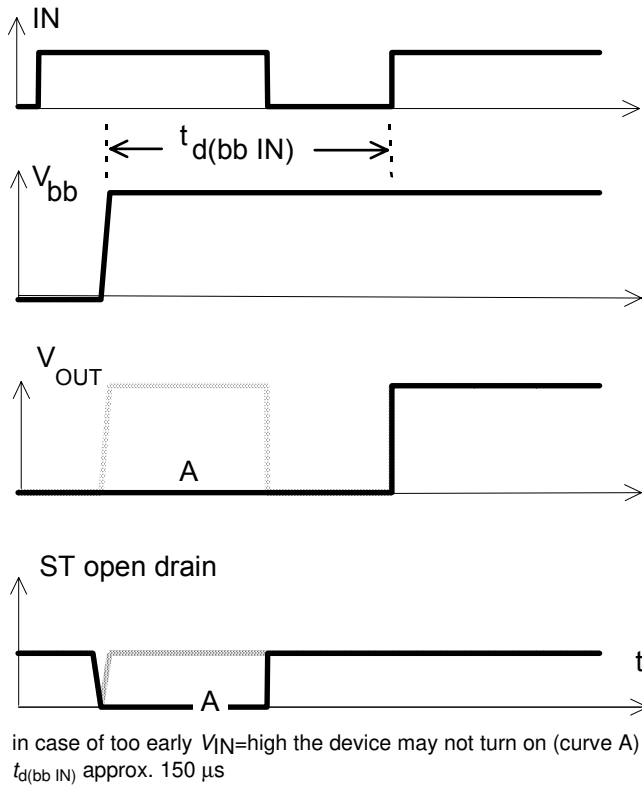 IN
t d(bb IN)
V bb
V OUT
A
ST open drain
t
A
in case of too early VIN=high the device may not turn on (curve A)
td(bb IN) approx. 150 μs